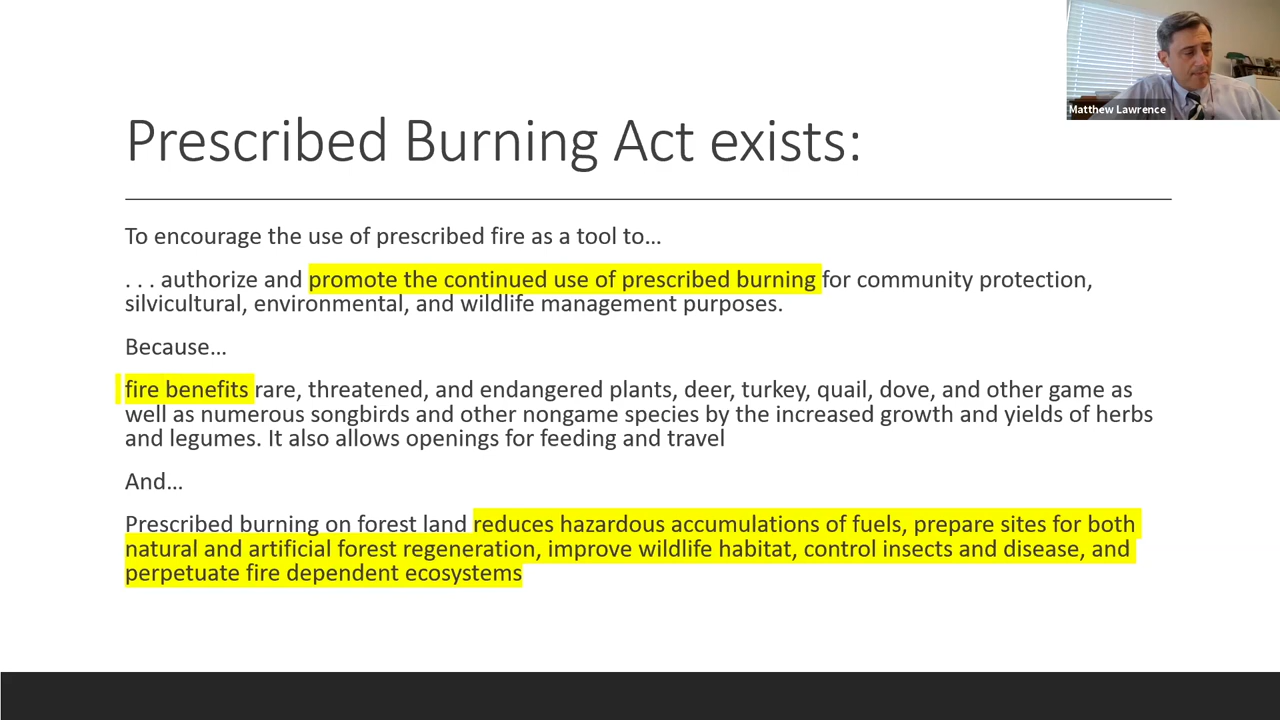 Matthew Lawrence
Prescribed Burning Act exists:
To encourage the use of prescribed fire as a tool to…
. . . authorize and promote the continued use of prescribed burning for community protection,
silvicultural, environmental, and wildlife management purposes.
Because…
fire benefits rare, threatened, and endangered plants, deer, turkey, quail, dove, and other game as
well as numerous songbirds and other nongame species by the increased growth and yields of herbs
and legumes. It also allows openings for feeding and travel
And…
Prescribed burning on forest land reduces hazardous accumulations of fuels, prepare sites for both
natural and artificial forest regeneration, improve wildlife habitat, control insects and disease, and
perpetuate fire dependent ecosystems